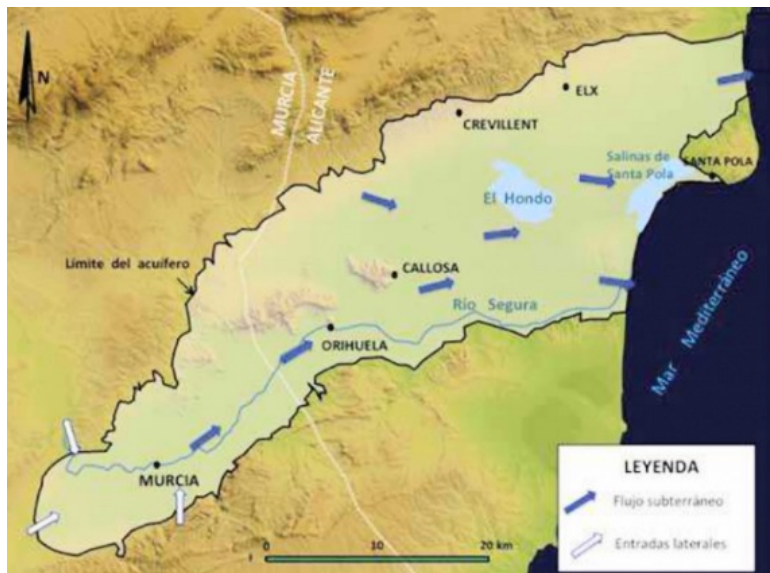 N
MURCIA
ALICANTE
ELX
CREVILLENT
Salinas de
Santa Pola
SANTA POLA
El Hondo
Límite del acuífero
CALLOSA
Río Segura
ORIHUELA
Mar Mediterráneo
MURCIA
LEYENDA
Flujo subterráneo
Entradas laterales
0 10 20 km